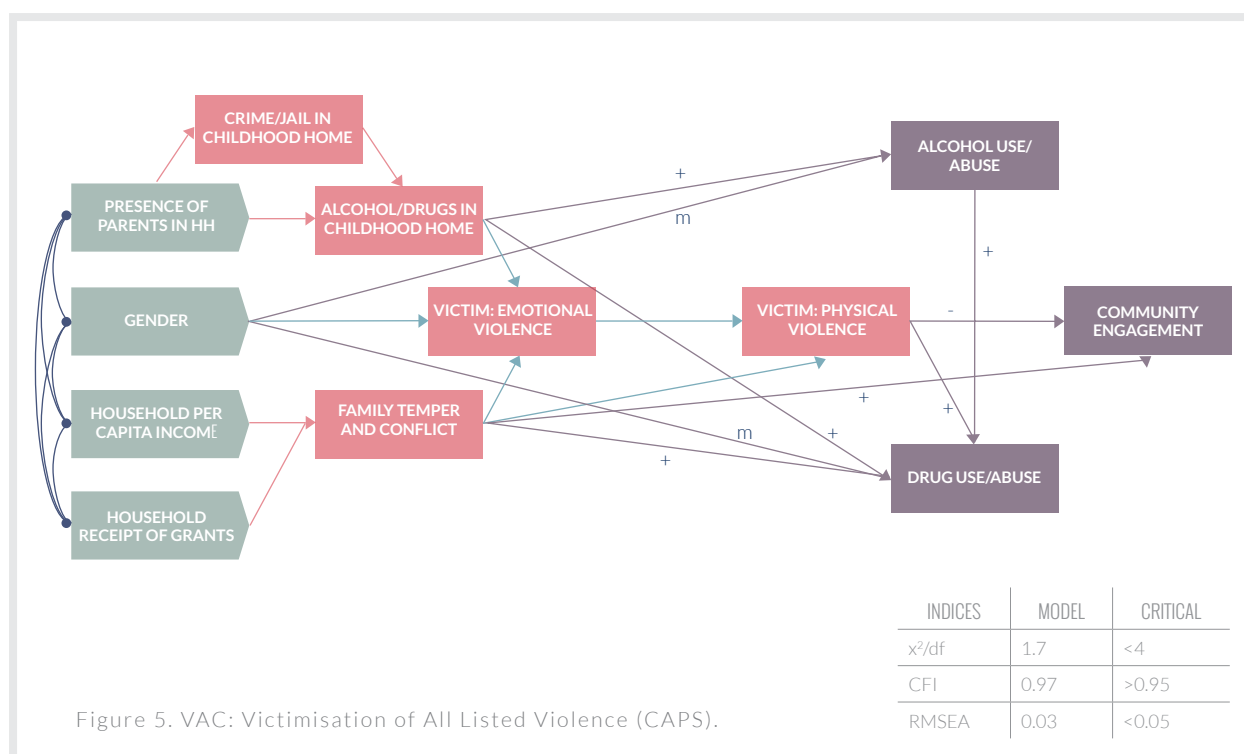 CRIME/JAIL IN
CHILDHOOD HOME
ALCOHOL USE/
ABUSE
+
PRESENCE OF
PARENTS IN HH
ALCOHOL/DRUGS IN
CHILDHOOD HOME
m
+
GENDER
VICTIM: EMOTIONAL
VIOLENCE
VICTIM: PHYSICAL
VIOLENCE
-
COMMUNITY
ENGAGEMENT
HOUSEHOLD PER
CAPITA INCOME
FAMILY TEMPER
AND CONFLICT
+
+
m
+
+
DRUG USE/ABUSE
HOUSEHOLD
RECEIPT OF GRANTS
INDICES MODEL CRITICAL
x²/df 1.7 <4
CFI 0.97 >0.95
RMSEA 0.03 <0.05
Figure 5. VAC: Victimisation of All Listed Violence (CAPS).